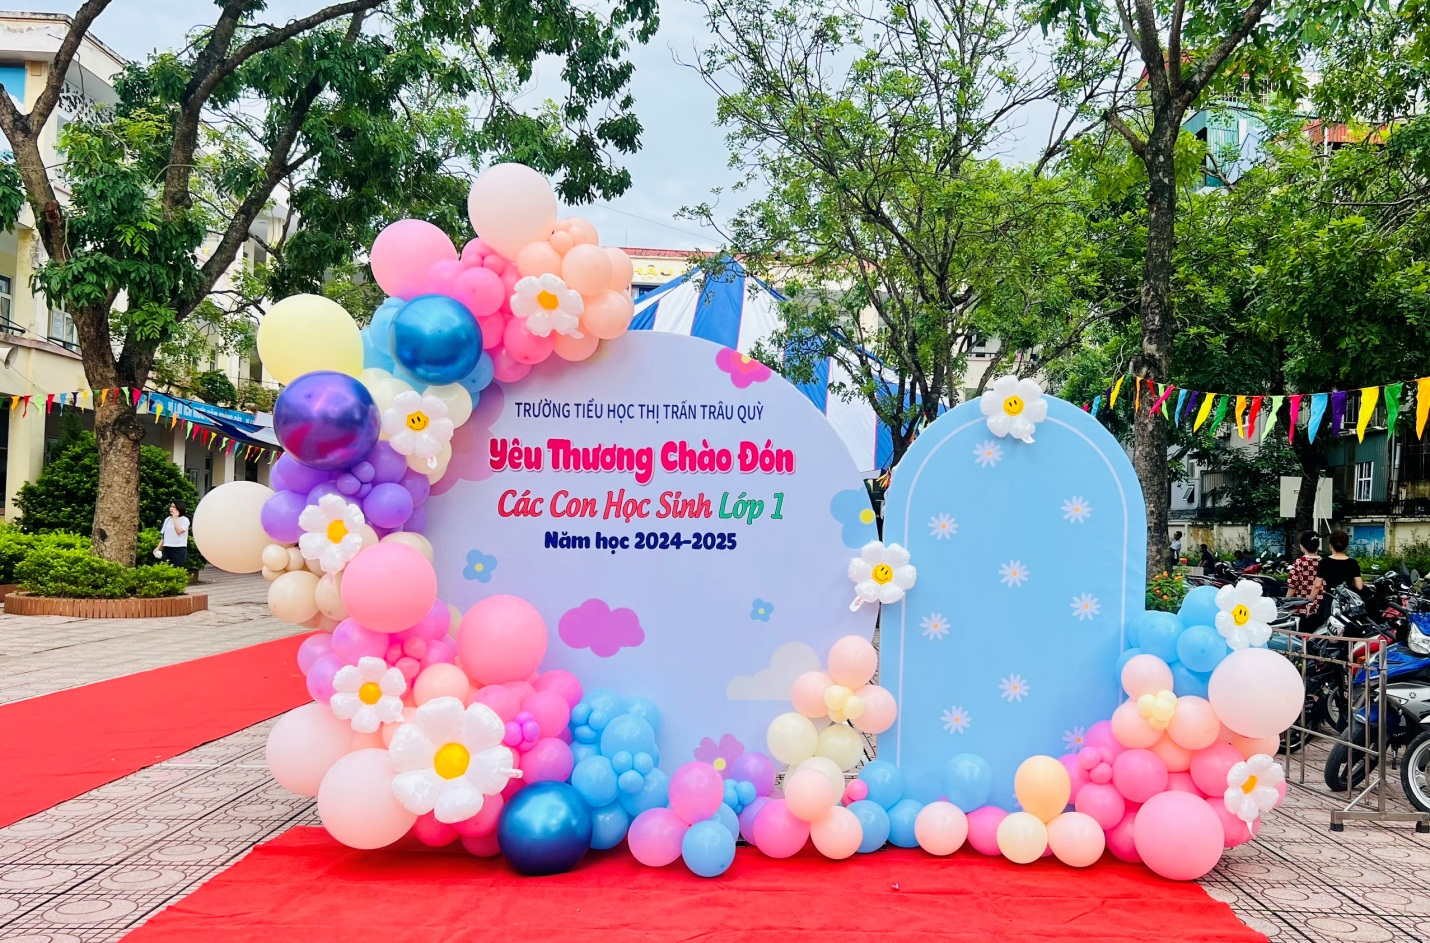 TRƯỜNG TIỂU HỌC THỊ TRẤN TRÂU QUỲ
Yêu Thương Chào Đón
Các Con Học Sinh Lớp 1
Năm học 2024-2025